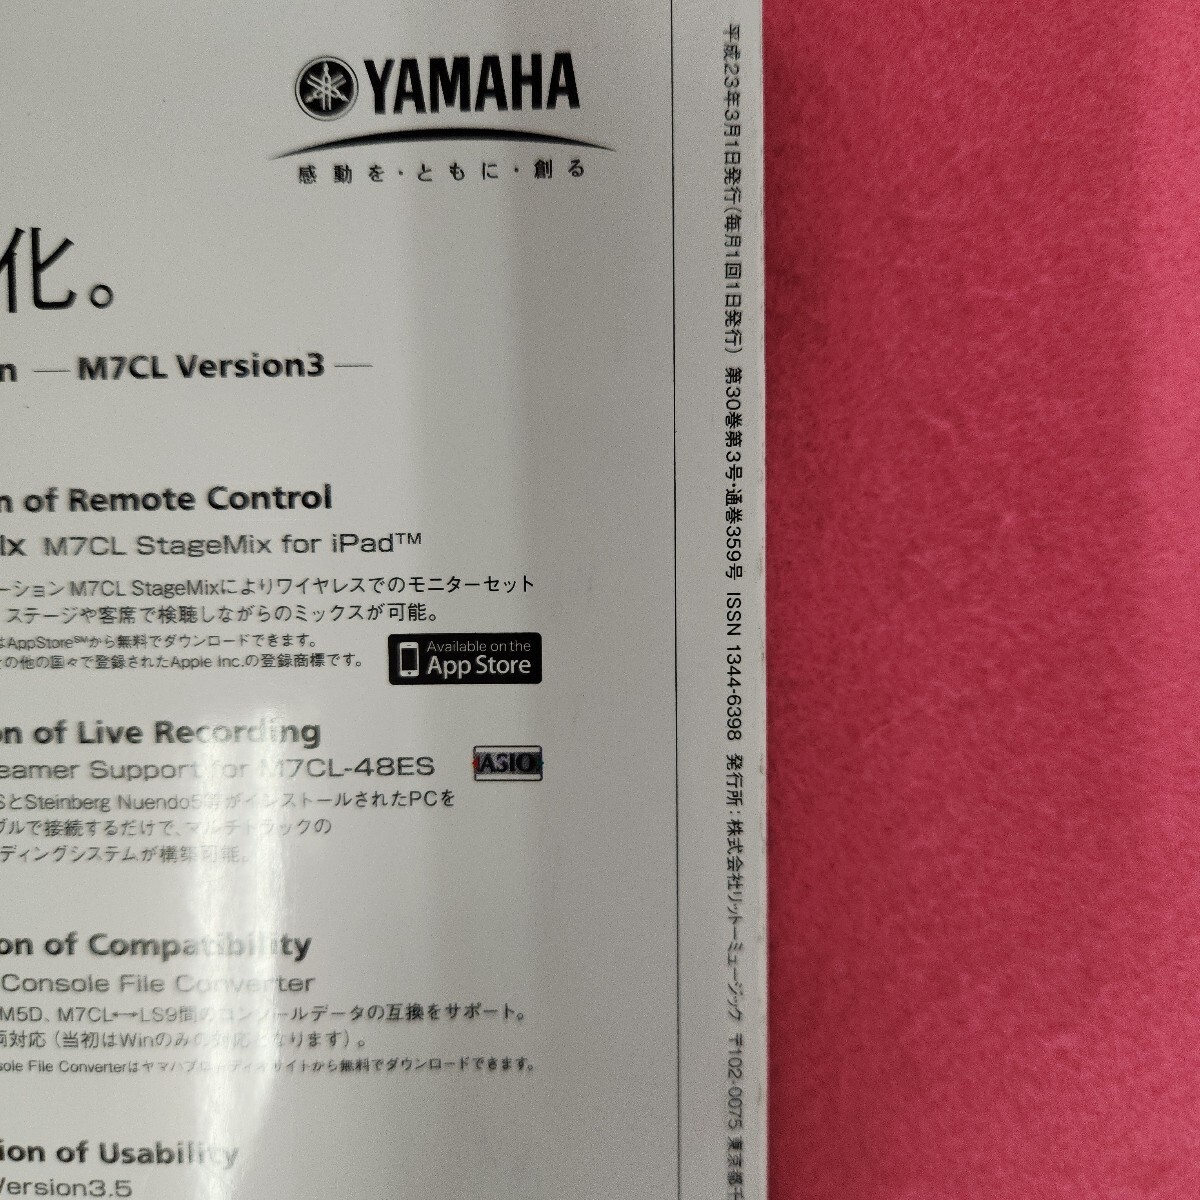 YAMAHA
感動を・ともに・創る
化。
n — M7CL Version3 —
n of Remote Control
ix M7CL StageMix for iPad™
ーションM7CL StageMixによりワイヤレスでのモニターセット
ステージや客席で検聴しながらのミックスが可能。
はAppStore℠から無料でダウンロードできます。
その他の国々で登録されたApple Inc.の登録商標です。
Available on the
App Store
on of Live Recording
eamer Support for M7CL-48ES
ASIO
SとSteinberg Nuendo5等がインストールされたPCを
ブルで接続するだけで、マルチトラックの
ディングシステムが構築可能。
on of Compatibility
Console File Converter
M5D、M7CL↔LS9間のコンソールデータの互換をサポート。
両対応（当初はWinのみの対応となります）。
sole File Converterはヤマハプロオーディオサイトから無料でダウンロードできます。
ion of Usability
Version3.5
平成23年3月1日発行（毎月1回1日発行） 第30巻第3号・通巻359号 ISSN 1344-6398 発行所：株式会社リットーミュージック 〒102-0075 東京都千